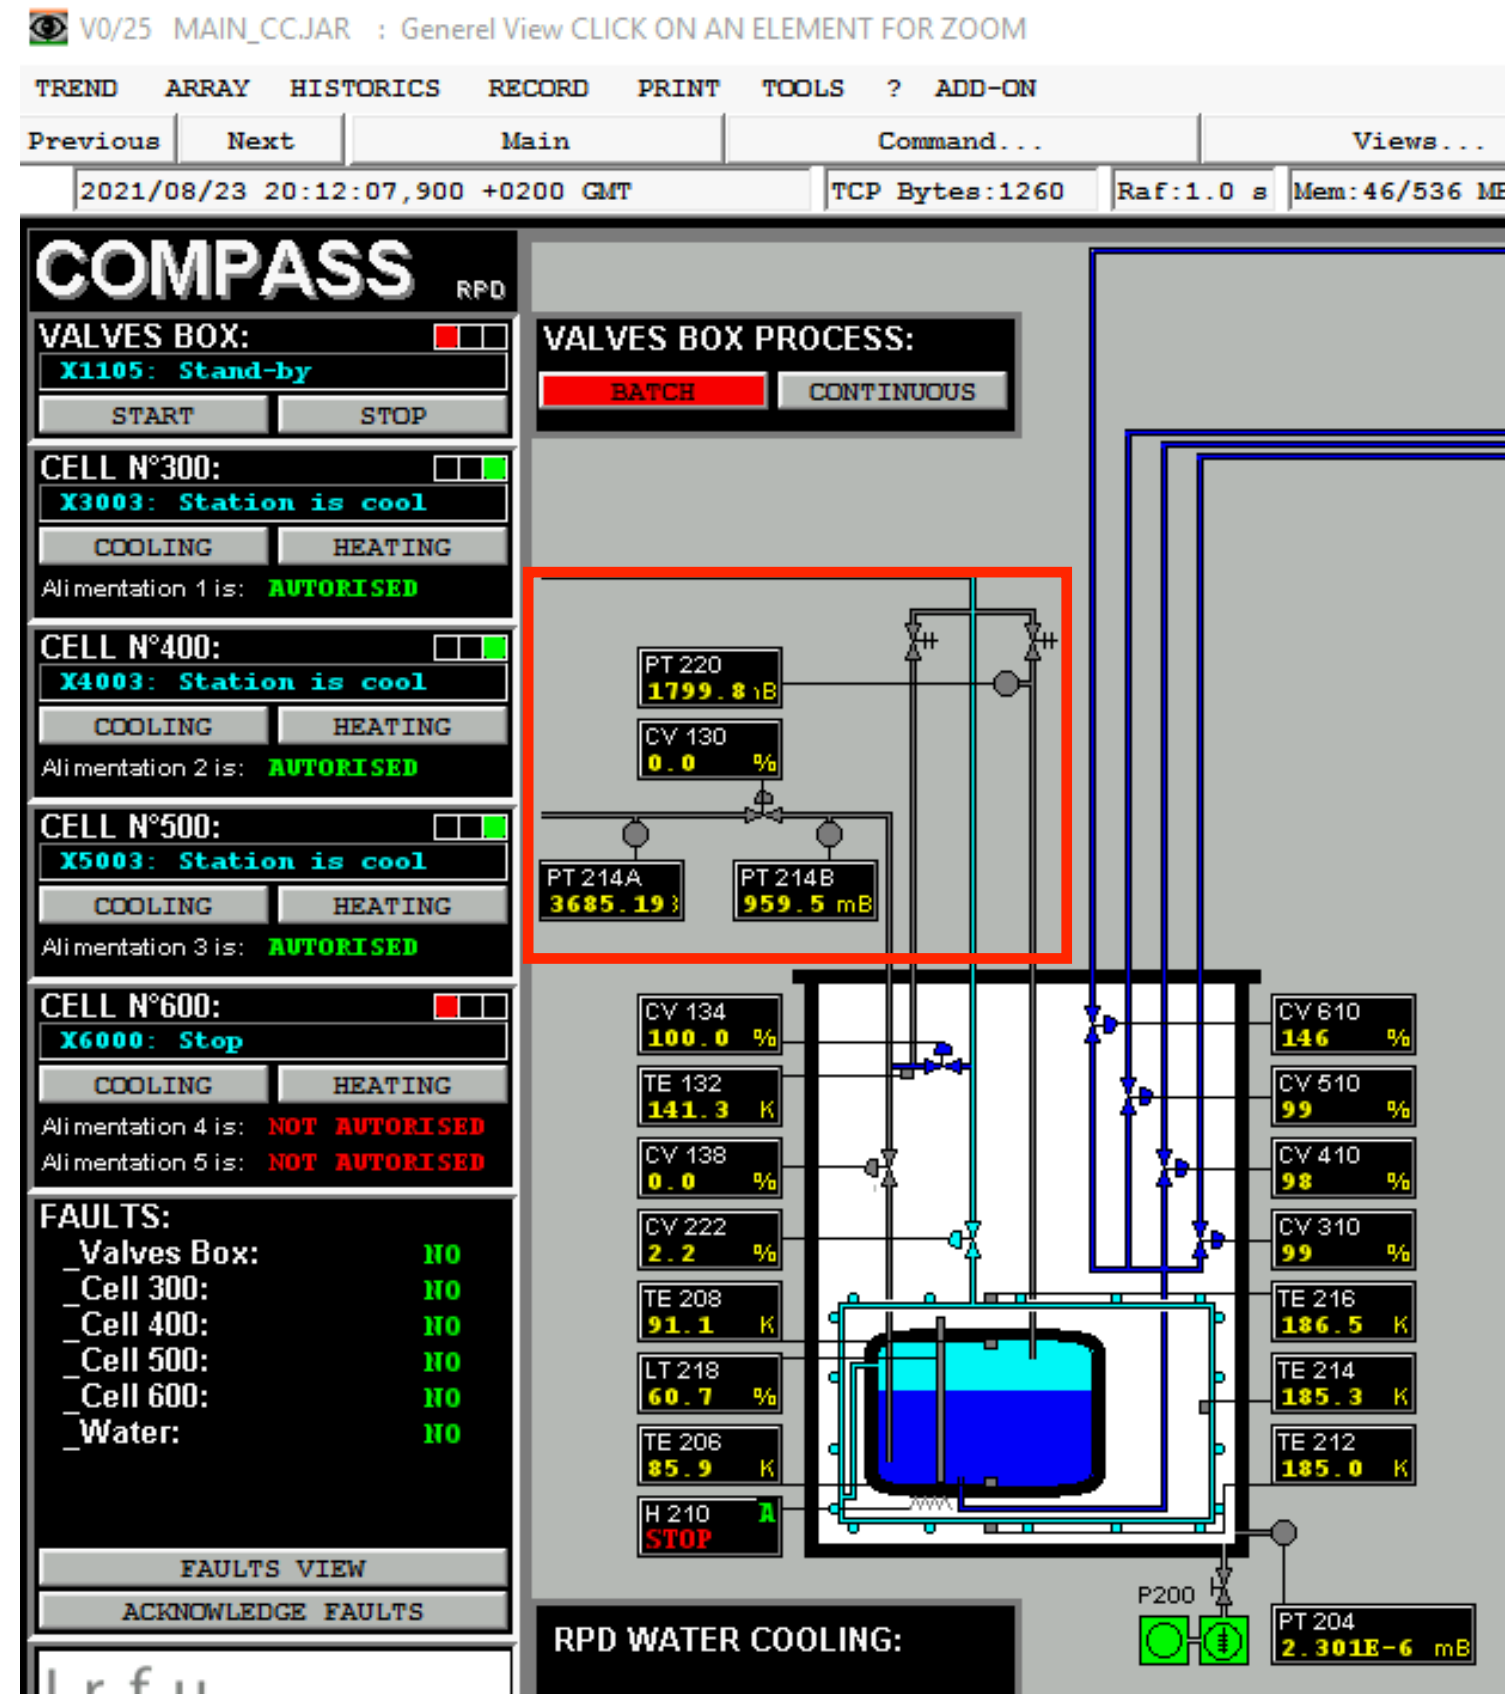 V0/25 MAIN_CC.JAR : Generel View CLICK ON AN ELEMENT FOR ZOOM
TREND ARRAY HISTORICS RECORD PRINT TOOLS ? ADD-ON
Previous Next Main Command... Views...
2021/08/23 20:12:07,900 +0200 GMT TCP Bytes:1260 Raf:1.0 s Mem:46/536 MB
COMPASS RPD
VALVES BOX:
X1105: Stand-by
START STOP
CELL N°300:
X3003: Station is cool
COOLING HEATING
Alimentation 1 is: AUTORISED
CELL N°400:
X4003: Station is cool
COOLING HEATING
Alimentation 2 is: AUTORISED
CELL N°500:
X5003: Station is cool
COOLING HEATING
Alimentation 3 is: AUTORISED
CELL N°600:
X6000: Stop
COOLING HEATING
Alimentation 4 is: NOT AUTORISED
Alimentation 5 is: NOT AUTORISED
FAULTS:
_Valves Box: NO
_Cell 300: NO
_Cell 400: NO
_Cell 500: NO
_Cell 600: NO
_Water: NO
FAULTS VIEW
ACKNOWLEDGE FAULTS
VALVES BOX PROCESS:
BATCH CONTINUOUS
PT 220
1799.8
CV 130
0.0 %
PT 214A
3685.19
PT 214B
959.5 mB
CV 134
100.0 %
TE 132
141.3 K
CV 138
0.0 %
CV 222
2.2 %
TE 208
91.1 K
LT 218
60.7 %
TE 206
85.9 K
H 210 A
STOP
CV 610
146 %
CV 510
99 %
CV 410
98 %
CV 310
99 %
TE 216
186.5 K
TE 214
185.3 K
TE 212
185.0 K
P200
PT 204
2.301E-6 mB
RPD WATER COOLING: